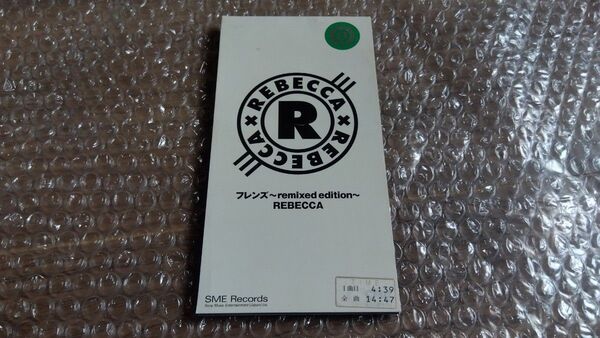 REBECCA × REBECCA ×
R
フレンズ〜remixed edition〜
REBECCA
SME Records
Sony Music Entertainment (Japan) Inc.
1曲目 4:39
全曲 14:47